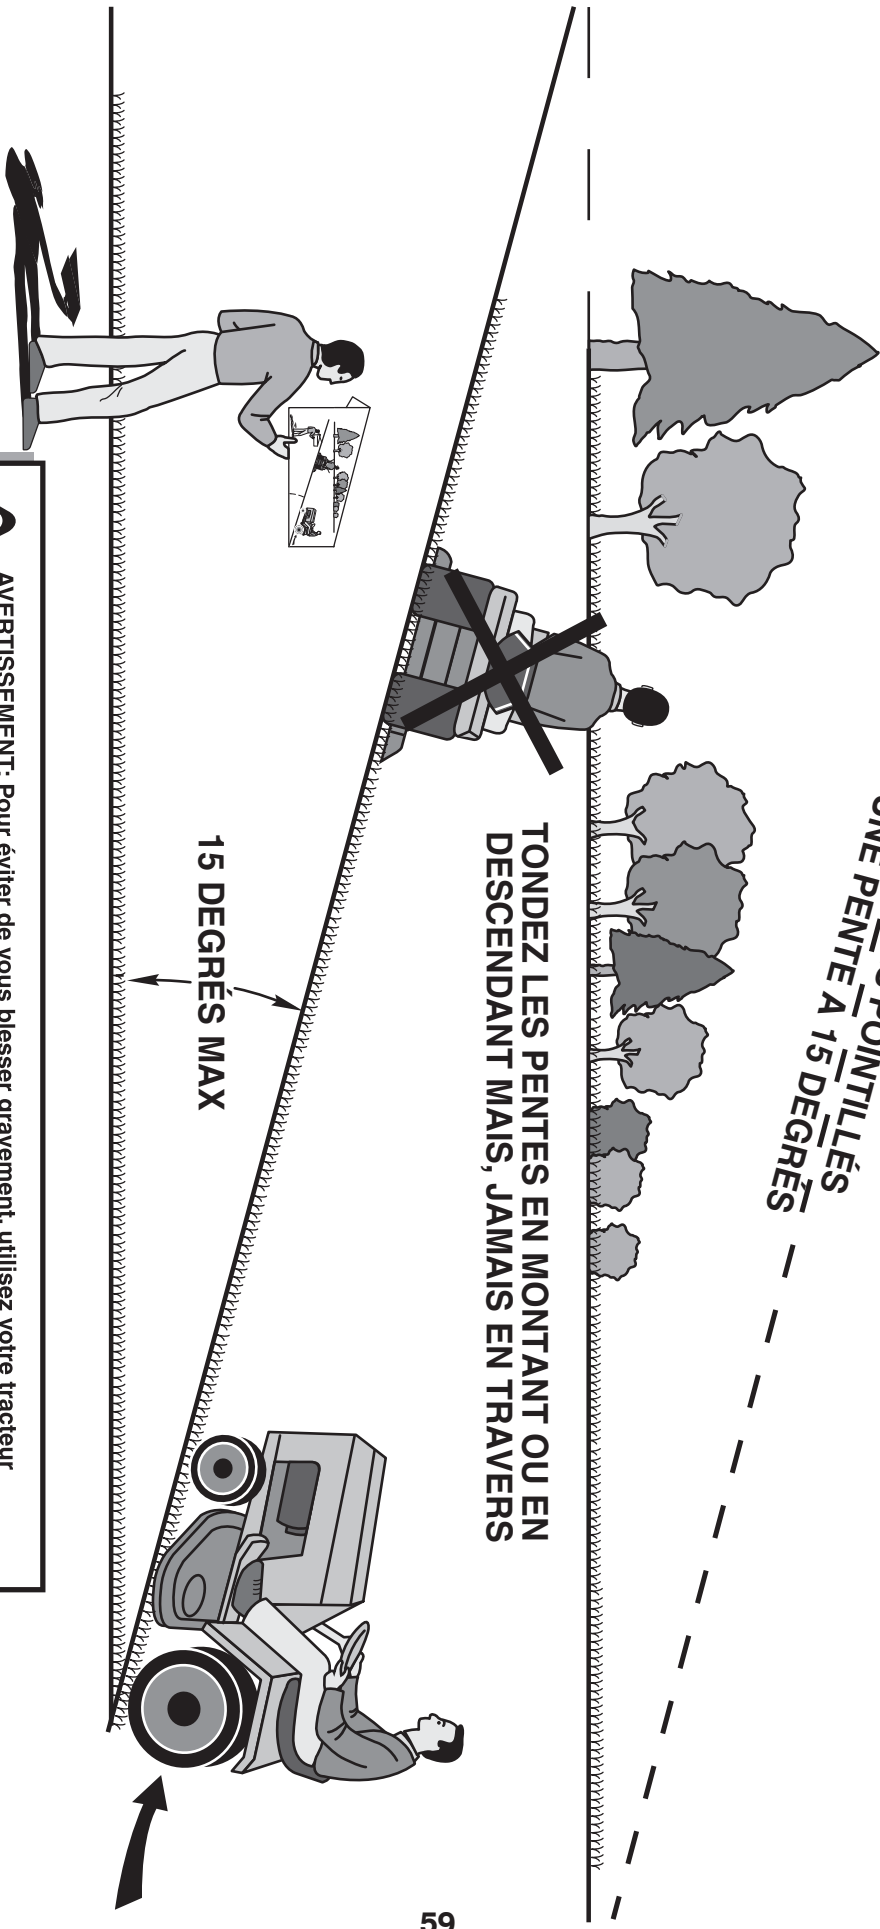 POINTILLÉS
UNE PENTE A 15 DEGRÉS
TONDEZ LES PENTES EN MONTANT OU EN
DESCENDANT MAIS, JAMAIS EN TRAVERS
15 DEGRÉS MAX
AVERTISSEMENT: Pour éviter de vous blesser gravement, utilisez votre tracteur
59